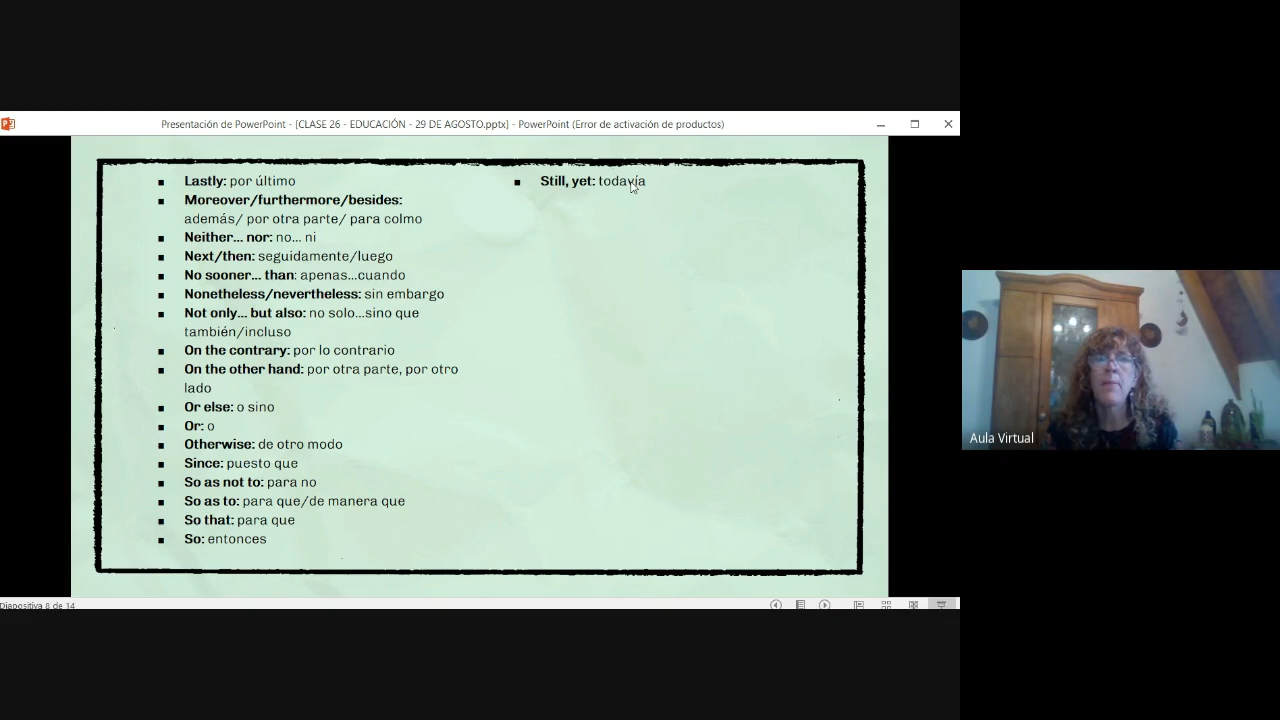 Presentación de PowerPoint - [CLASE 26 - EDUCACIÓN - 29 DE AGOSTO.pptx] - PowerPoint (Error de activación de productos)
Lastly: por último
Moreover/furthermore/besides:
además/ por otra parte/ para colmo
Neither... nor: no... ni
Next/then: seguidamente/luego
No sooner... than: apenas...cuando
Nonetheless/nevertheless: sin embargo
Not only... but also: no solo...sino que
también/incluso
On the contrary: por lo contrario
On the other hand: por otra parte, por otro
lado
Or else: o sino
Or: o
Otherwise: de otro modo
Since: puesto que
So as not to: para no
So as to: para que/de manera que
So that: para que
So: entonces
Still, yet: todavía
Diapositiva 8 de 14
Aula Virtual